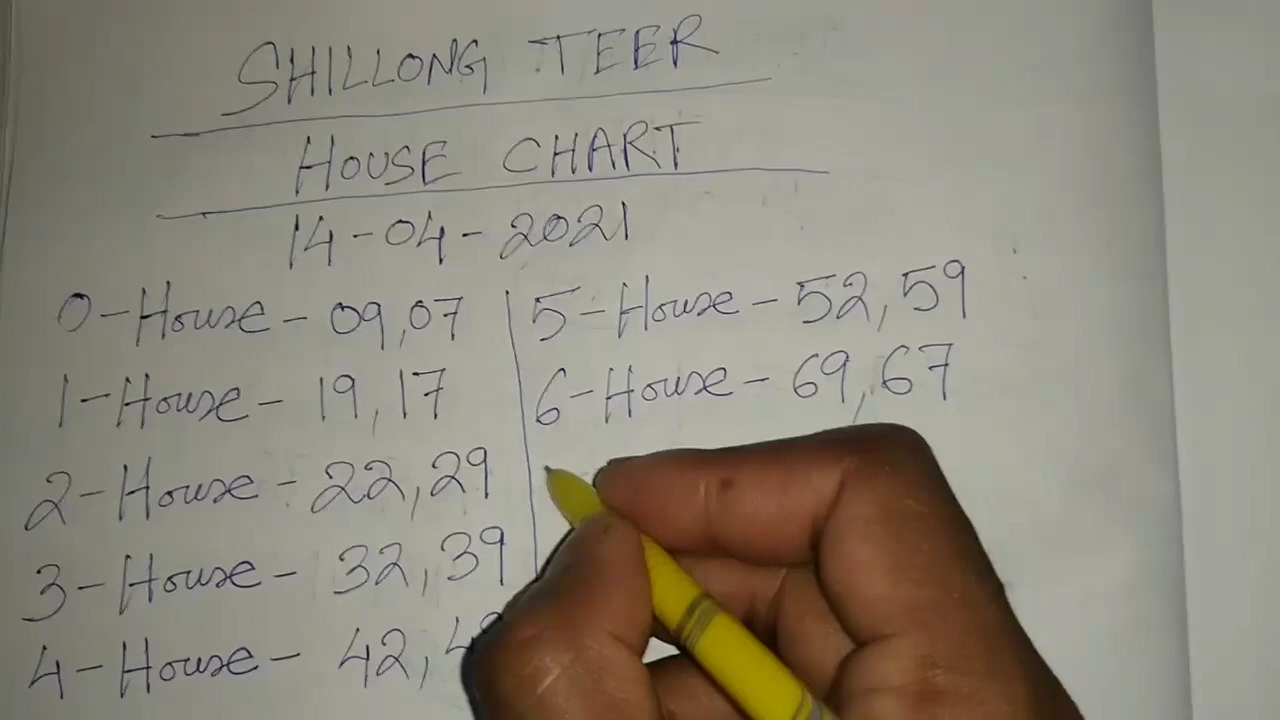 SHILLONG TEER
HOUSE CHART
14-04-2021
0-House- 09,07
1-House- 19,17
2-House- 22,29
3-House- 32,39
4-House- 42,
5-House- 52,59
6-House- 69,67